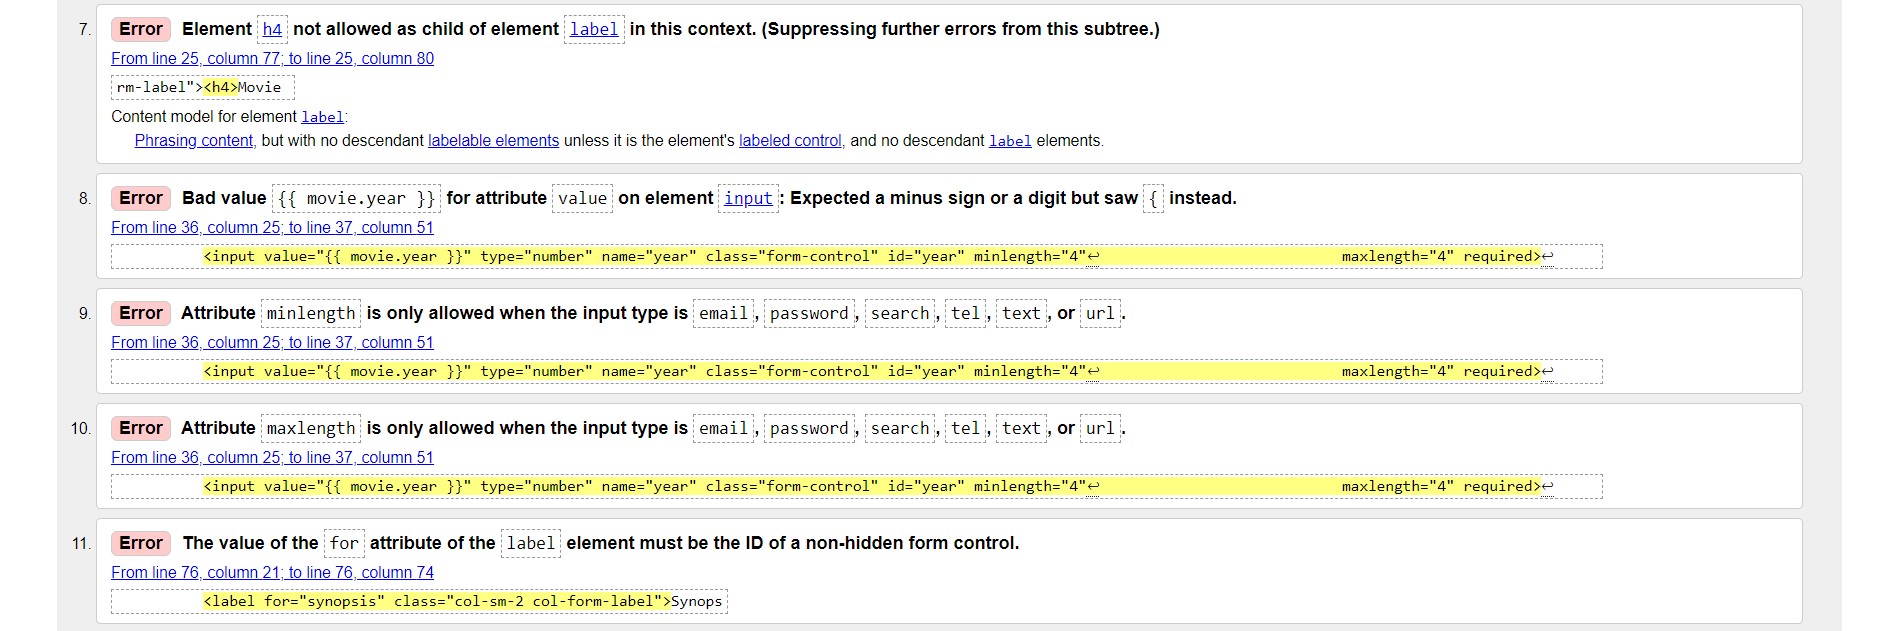 7. Error Element h4 not allowed as child of element label in this context. (Suppressing further errors from this subtree.)
From line 25, column 77; to line 25, column 80
rm-label"><h4>Movie
Content model for element label:
Phrasing content, but with no descendant labelable elements unless it is the element's labeled control, and no descendant label elements.
8. Error Bad value {{ movie.year }} for attribute value on element input: Expected a minus sign or a digit but saw { instead.
From line 36, column 25; to line 37, column 51
<input value="{{ movie.year }}" type="number" name="year" class="form-control" id="year" minlength="4"↩ maxlength="4" required>↩
9. Error Attribute minlength is only allowed when the input type is email, password, search, tel, text, or url.
From line 36, column 25; to line 37, column 51
<input value="{{ movie.year }}" type="number" name="year" class="form-control" id="year" minlength="4"↩ maxlength="4" required>↩
10. Error Attribute maxlength is only allowed when the input type is email, password, search, tel, text, or url.
From line 36, column 25; to line 37, column 51
<input value="{{ movie.year }}" type="number" name="year" class="form-control" id="year" minlength="4"↩ maxlength="4" required>↩
11. Error The value of the for attribute of the label element must be the ID of a non-hidden form control.
From line 76, column 21; to line 76, column 74
<label for="synopsis" class="col-sm-2 col-form-label">Synops